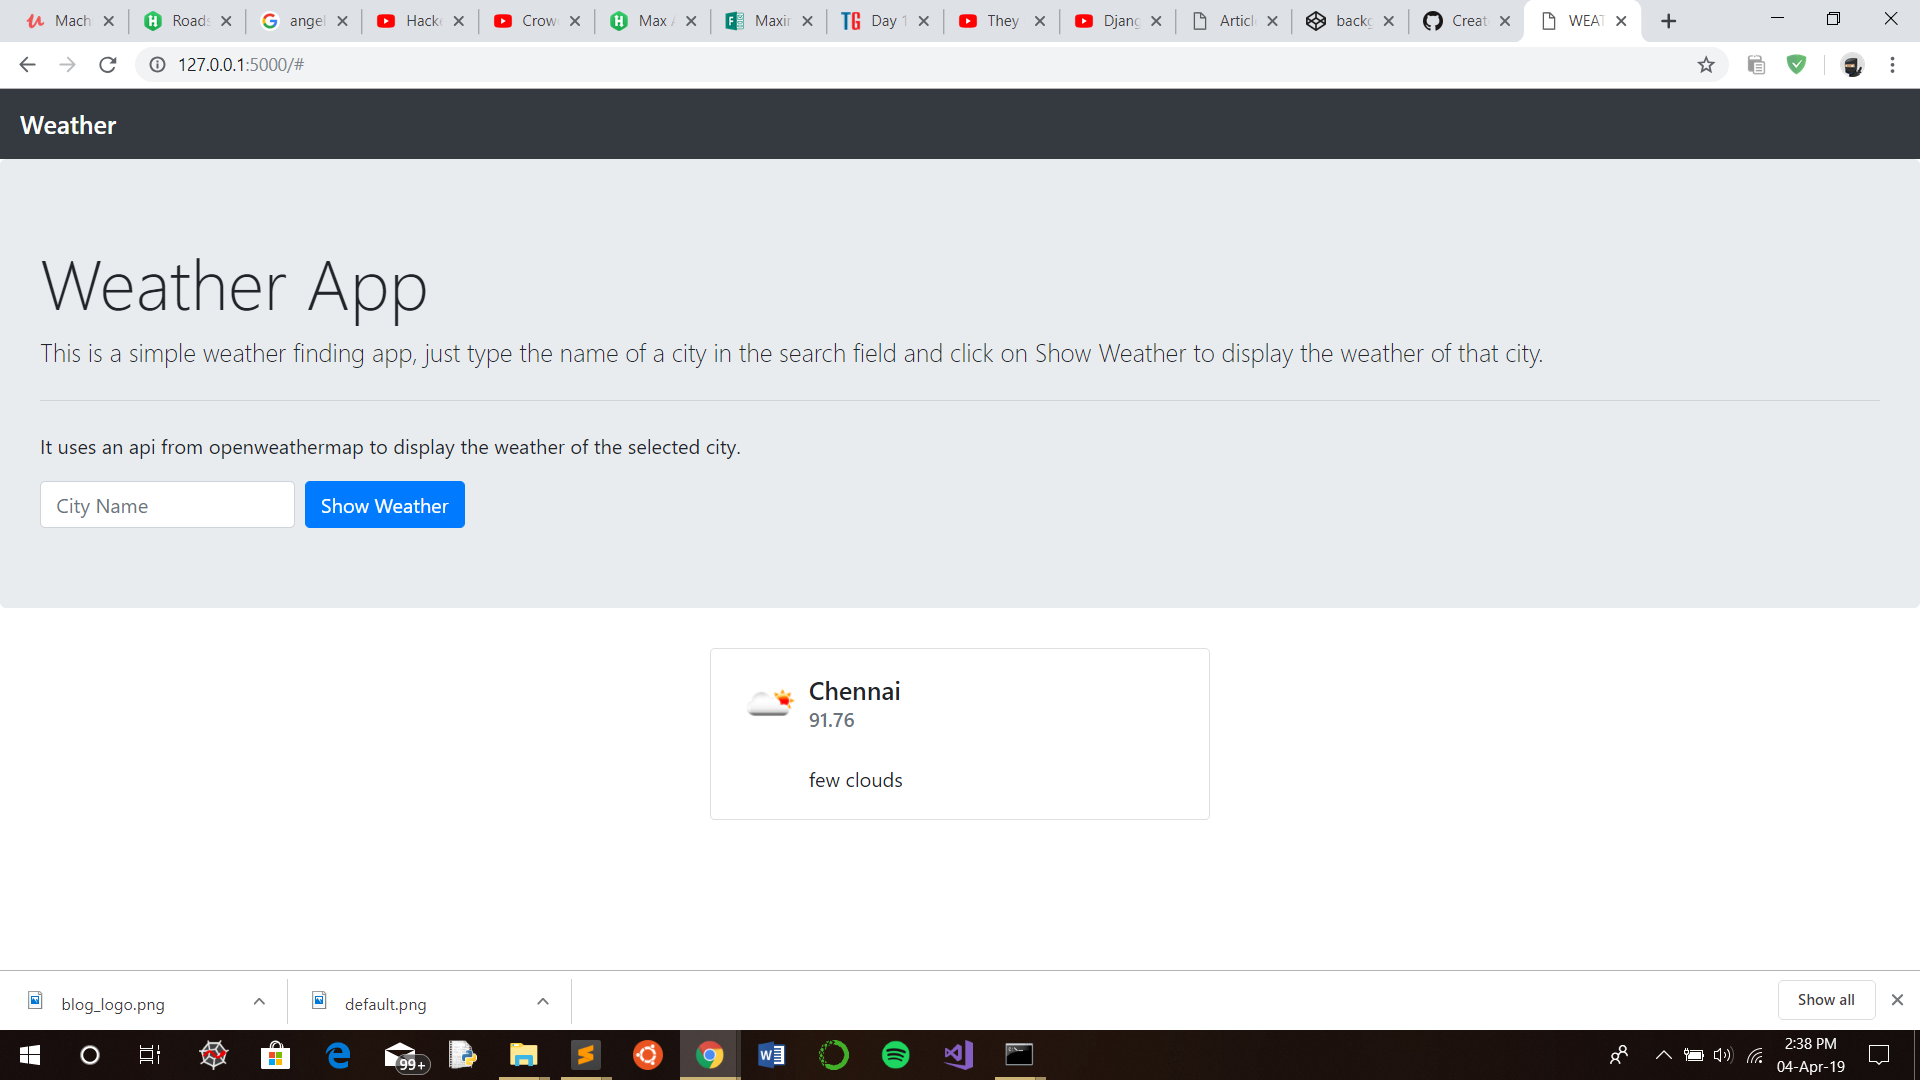 Mach
Roads
angel
Hacke
Crow
Max
Maxir
Day 1
They
Djang
Articl
back
Creat
WEAT
127.0.0.1:5000/#
Weather
Weather App
This is a simple weather finding app, just type the name of a city in the search field and click on Show Weather to display the weather of that city.
It uses an api from openweathermap to display the weather of the selected city.
City Name
Show Weather
Chennai
91.76
few clouds
blog_logo.png
default.png
Show all
99+
2:38 PM
04-Apr-19